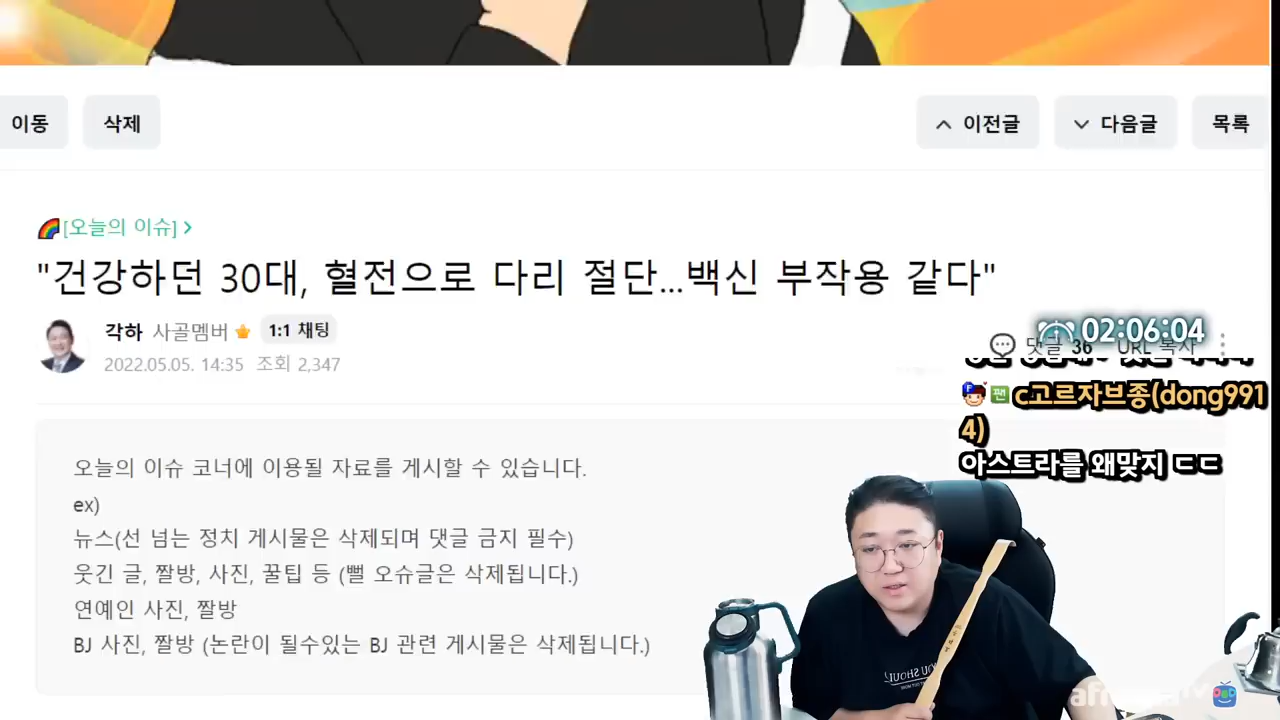 이동
삭제
이전글
다음글
목록
[오늘의 이슈]
"건강하던 30대, 혈전으로 다리 절단...백신 부작용 같다"
각하 사골멤버 1:1 채팅
2022.05.05. 14:35 조회 2,347
댓글 36 URL 복사
02:06:04
팬 c고르자브종(dong991
4)
아스트라를 왜맞지 ㄷㄷ
오늘의 이슈 코너에 이용될 자료를 게시할 수 있습니다.
ex)
뉴스(선 넘는 정치 게시물은 삭제되며 댓글 금지 필수)
웃긴 글, 짤방, 사진, 꿀팁 등 (뻘 오슈글은 삭제됩니다.)
연예인 사진, 짤방
BJ 사진, 짤방 (논란이 될수있는 BJ 관련 게시물은 삭제됩니다.)